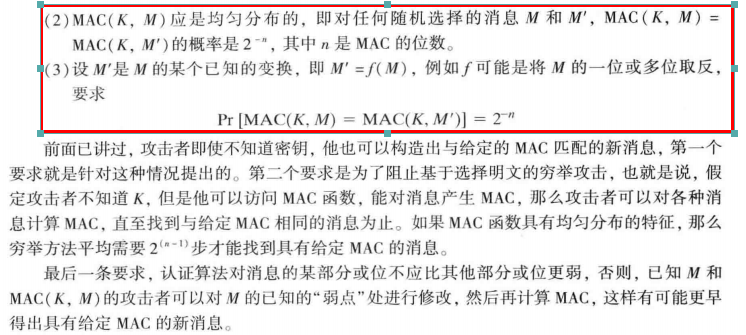 (2) MAC(K, M)应是均匀分布的，即对任何随机选择的消息 M 和 M′，MAC(K, M) =
MAC(K, M′)的概率是 2⁻ⁿ，其中 n 是 MAC 的位数。
(3) 设 M′是 M 的某个已知的变换，即 M′ = f(M)，例如 f 可能是将 M 的一位或多位取反，
要求
Pr [MAC(K, M) = MAC(K, M′)] = 2⁻ⁿ
前面已讲过，攻击者即使不知道密钥，他也可以构造出与给定的 MAC 匹配的新消息，第一个
要求就是针对这种情况提出的。第二个要求是为了阻止基于选择明文的穷举攻击，也就是说，假
定攻击者不知道 K，但是他可以访问 MAC 函数，能对消息产生 MAC，那么攻击者可以对各种消
息计算 MAC，直至找到与给定 MAC 相同的消息为止。如果 MAC 函数具有均匀分布的特征，那么
穷举方法平均需要 2⁽ⁿ⁻¹⁾步才能找到具有给定 MAC 的消息。
最后一条要求，认证算法对消息的某部分或位不应比其他部分或位更弱，否则，已知 M 和
MAC(K, M)的攻击者可以对 M 的已知的“弱点”处进行修改，然后再计算 MAC，这样有可能更早
得出具有给定 MAC 的新消息。